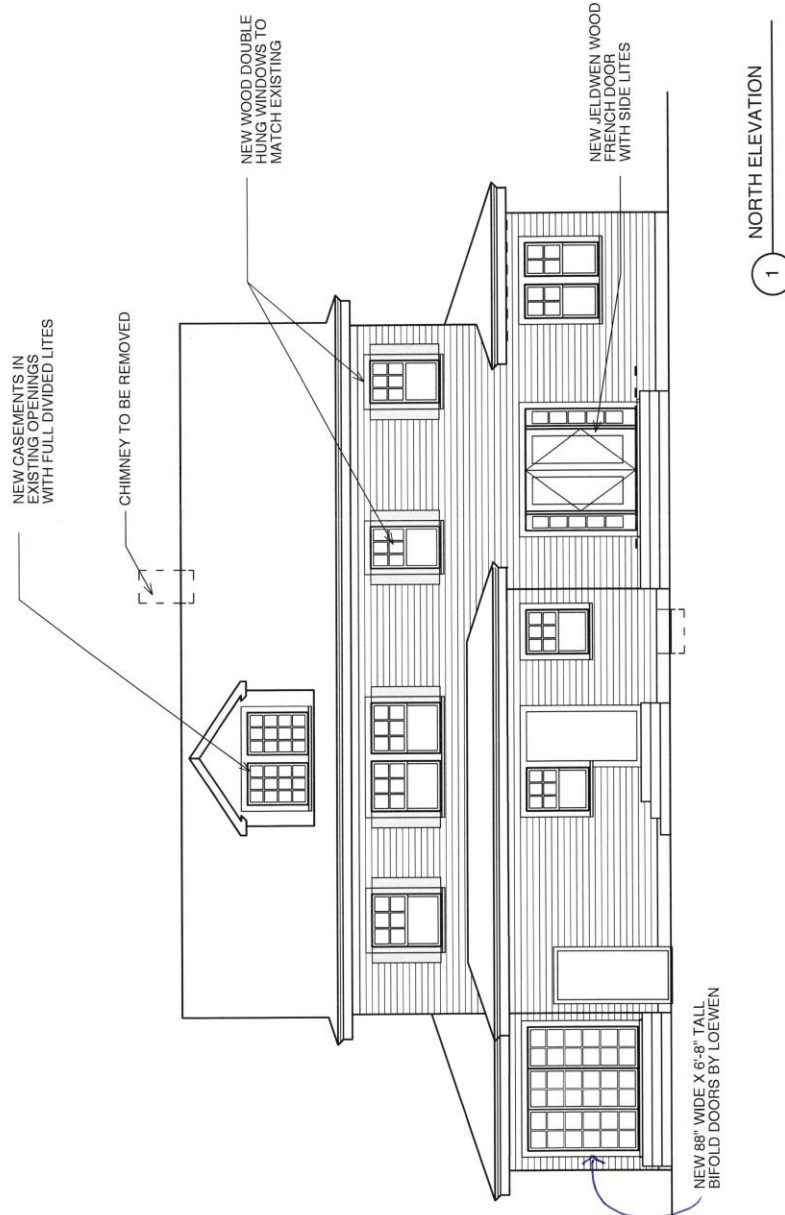 NEW CASEMENTS IN
EXISTING OPENINGS
WITH FULL DIVIDED LITES
CHIMNEY TO BE REMOVED
NEW WOOD DOUBLE
HUNG WINDOWS TO
MATCH EXISTING
NEW JELDWEN WOOD
FRENCH DOOR
WITH SIDE LITES
NEW 88" WIDE X 6'-8" TALL
BIFOLD DOORS BY LOEWEN
1
NORTH ELEVATION